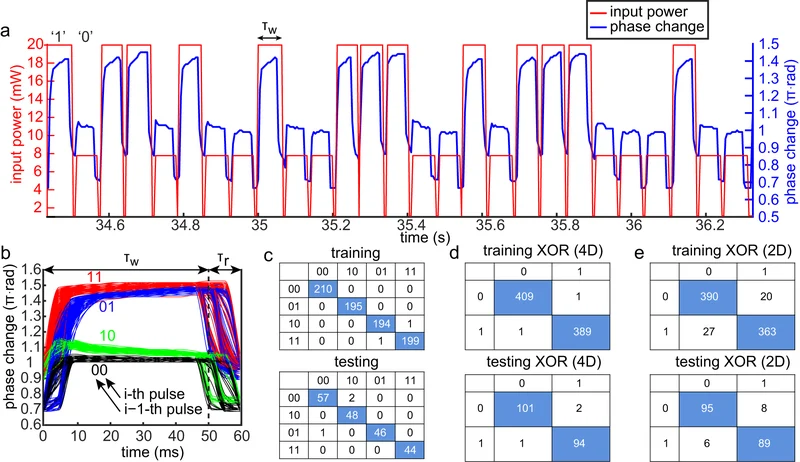 input power
phase change
a
τw
'1' '0'
input power (mW)
20
18
16
14
12
10
8
6
4
2
phase change (π·rad)
1.5
1.4
1.3
1.2
1.1
1
0.9
0.8
0.7
0.6
0.5
34.6 34.8 35 35.2 35.4 35.6 35.8 36 36.2
time (s)
b
τw τr
phase change (π·rad)
1.6
1.5
1.4
1.3
1.2
1.1
1
0.9
0.8
0.7
0.6
11
01
10
00
i-th pulse
i−1-th pulse
0 10 20 30 40 50 60
time (ms)
c
training
00 10 01 11
00 210 0 0 0
01 0 195 0 0
10 0 0 194 1
11 0 0 1 199
testing
00 10 01 11
00 57 2 0 0
10 0 48 0 0
01 1 0 46 0
11 0 0 0 44
d
training XOR (4D)
0 1
0 409 1
1 1 389
testing XOR (4D)
0 1
0 101 2
1 1 94
e
training XOR (2D)
0 1
0 390 20
1 27 363
testing XOR (2D)
0 1
0 95 8
1 6 89